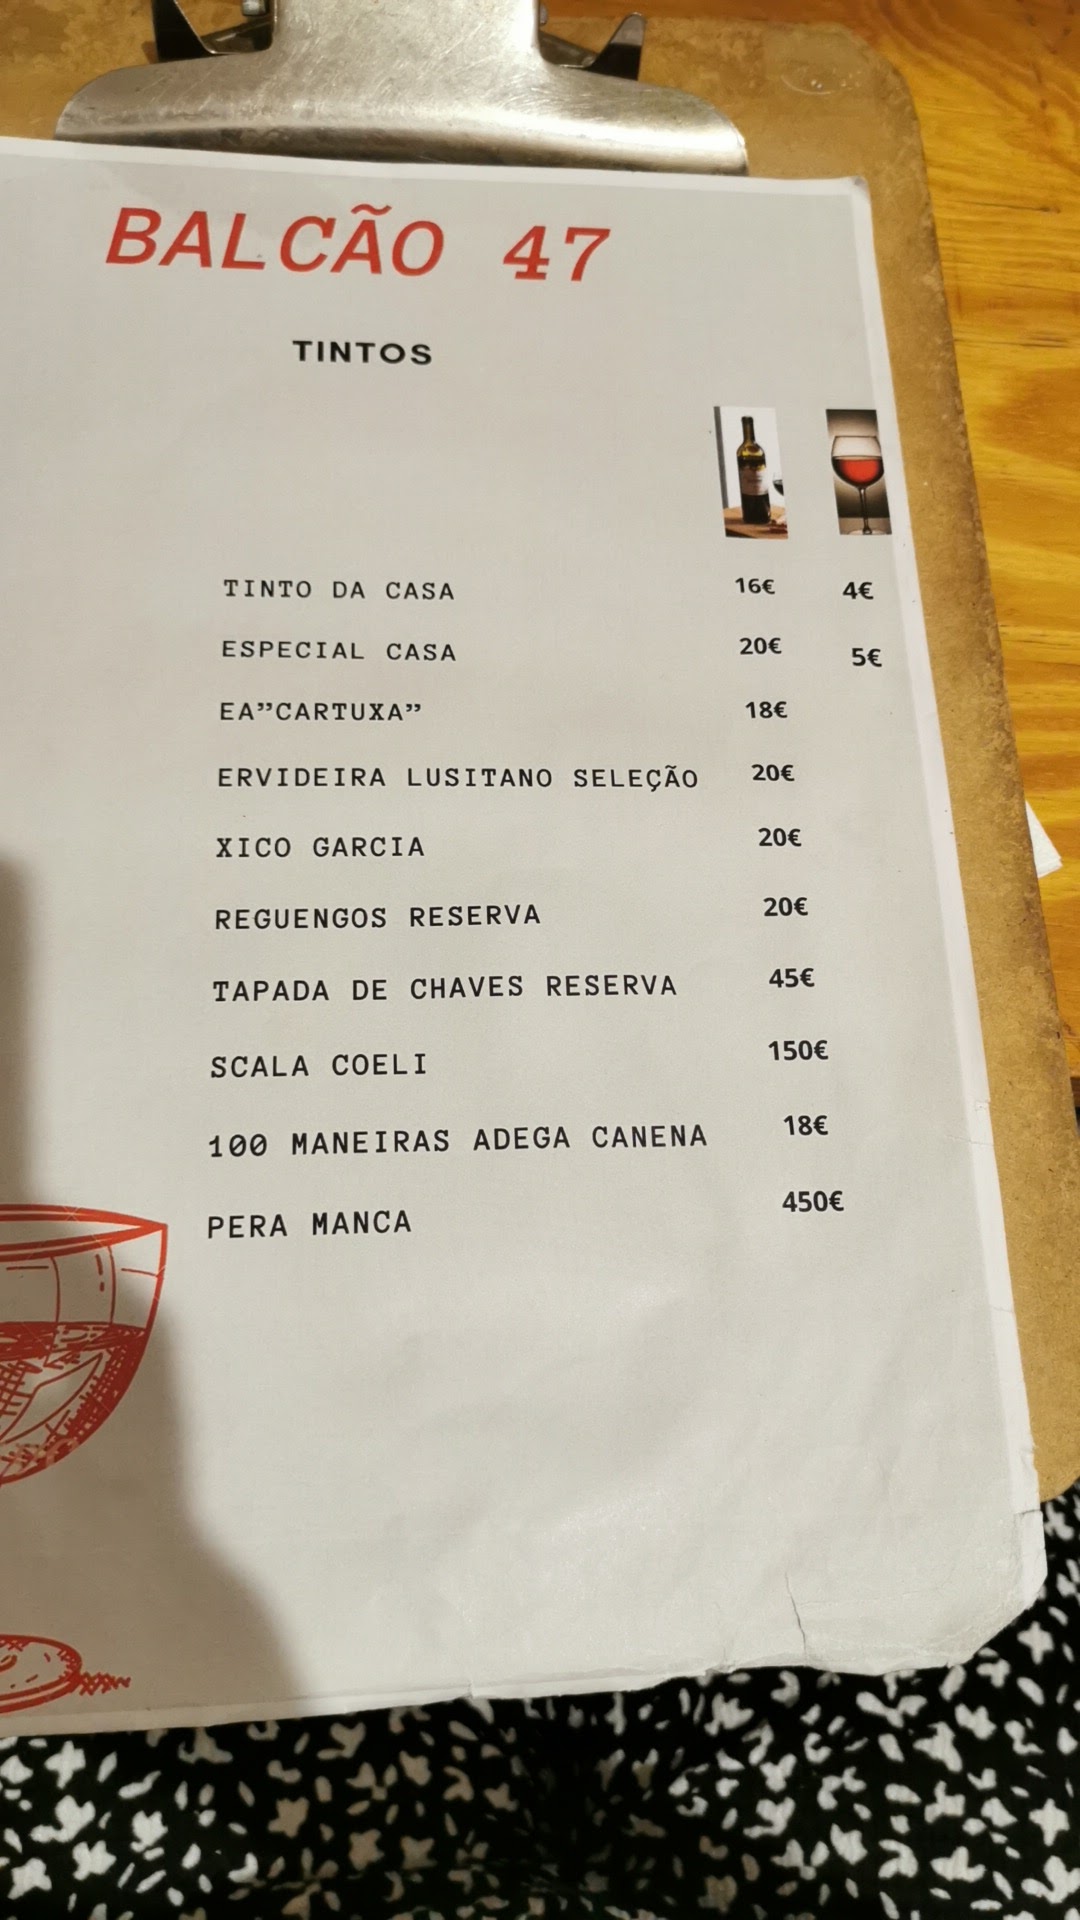 BALCÃO 47
TINTOS
TINTO DA CASA 16€ 4€
ESPECIAL CASA 20€ 5€
EA”CARTUXA” 18€
ERVIDEIRA LUSITANO SELEÇÃO 20€
XICO GARCIA 20€
REGUENGOS RESERVA 20€
TAPADA DE CHAVES RESERVA 45€
SCALA COELI 150€
100 MANEIRAS ADEGA CANENA 18€
PERA MANCA 450€